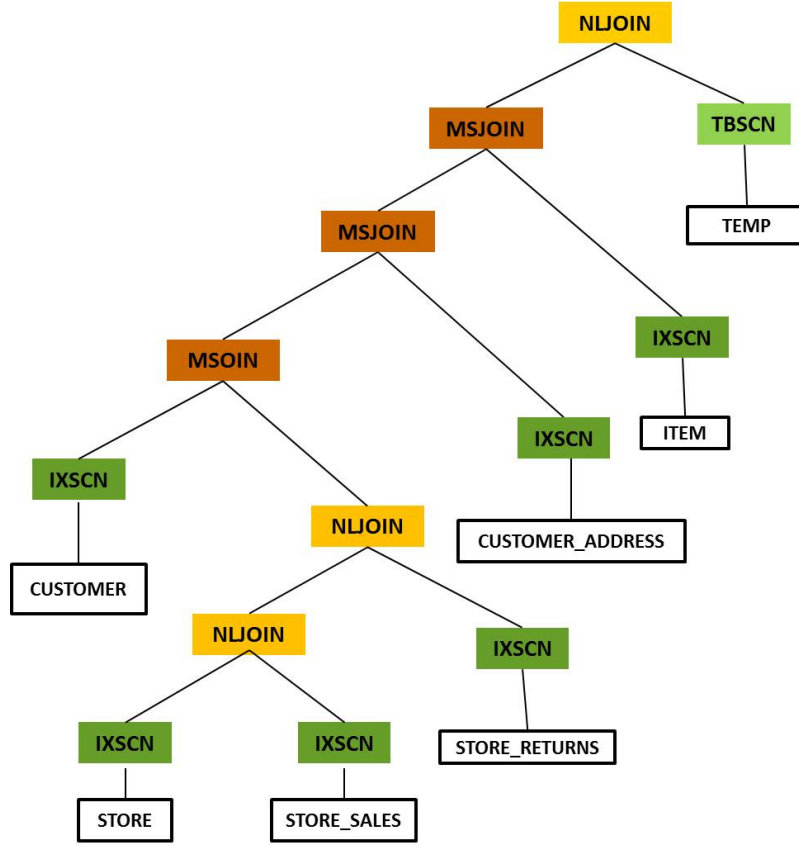 NLJOIN
MSJOIN
TBSCN
MSJOIN
TEMP
MSOIN
IXSCN
IXSCN
ITEM
IXSCN
NLJOIN
CUSTOMER_ADDRESS
CUSTOMER
NLJOIN
IXSCN
IXSCN
IXSCN
STORE_RETURNS
STORE
STORE_SALES